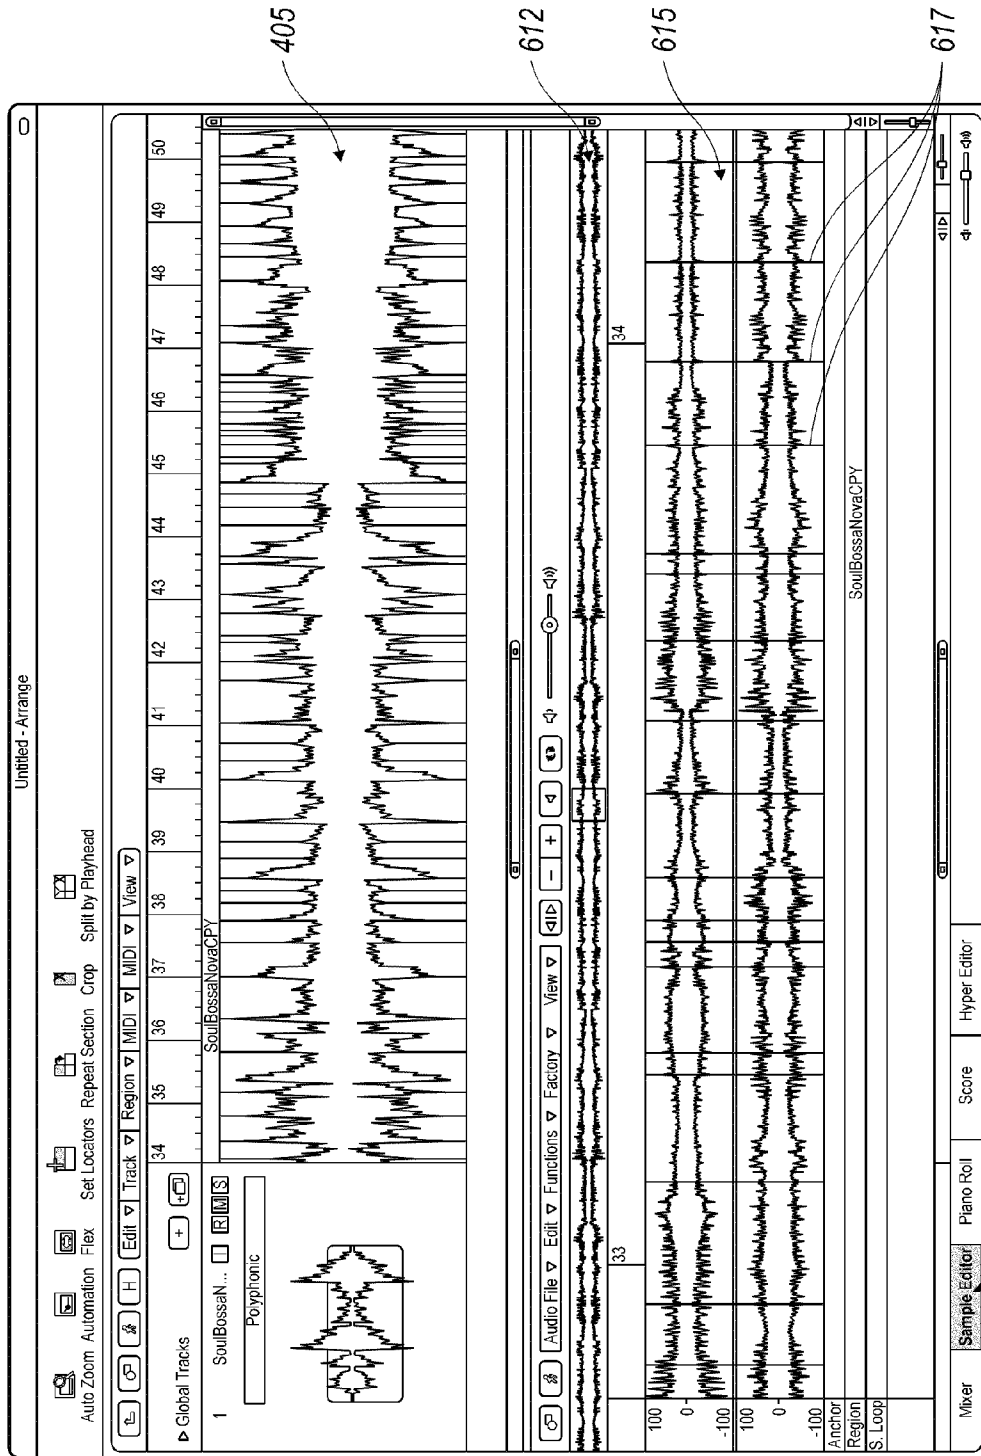 Untitled - Arrange
Auto Zoom Automation Flex Set Locators Repeat Section Crop Split by Playhead
H Edit Track Region MIDI MIDI View
Global Tracks
34 35 36 37 38 39 40 41 42 43 44 45 46 47 48 49 50
SoulBossaNovaCPY
1 SoulBossaN... R M S
Polyphonic
405
Audio File Edit Functions Factory View
612
33 34
100
0
-100
615
100
0
-100
617
Anchor
Region SoulBossaNovaCPY
S. Loop
Mixer Sample Editor Piano Roll Score Hyper Editor